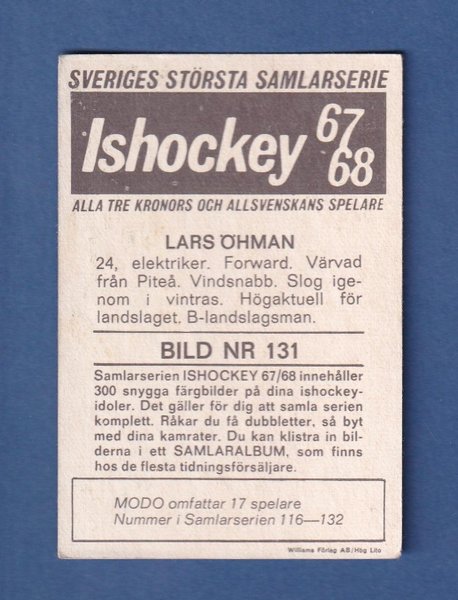 SVERIGES STÖRSTA SAMLARSERIE
Ishockey 67
68
ALLA TRE KRONORS OCH ALLSVENSKANS SPELARE
LARS ÖHMAN
24, elektriker. Forward. Värvad
från Piteå. Vindsnabb. Slog ige-
nom i vintras. Högaktuell för
landslaget. B-landslagsman.
BILD NR 131
Samlarserien ISHOCKEY 67/68 innehåller
300 snygga färgbilder på dina ishockey-
idoler. Det gäller för dig att samla serien
komplett. Råkar du få dubbletter, så byt
med dina kamrater. Du kan klistra in bil-
derna i ett SAMLARALBUM, som finns
hos de flesta tidningsförsäljare.
MODO omfattar 17 spelare
Nummer i Samlarserien 116—132
Williams Förlag AB/Hög Lito